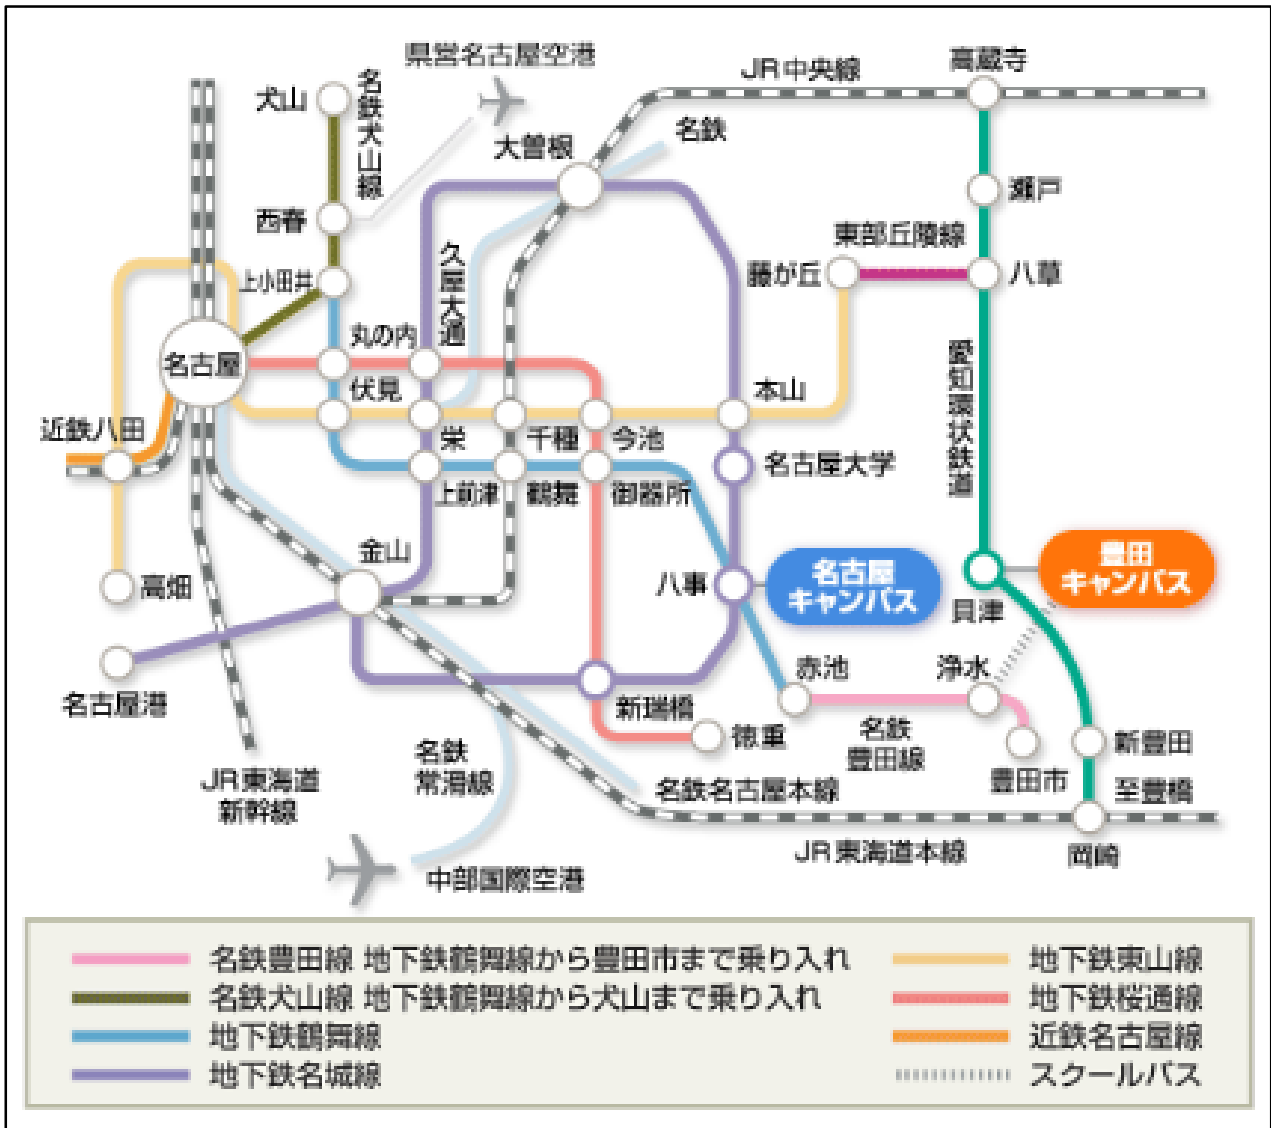 県営名古屋空港
JR中央線
高蔵寺
犬山
名鉄犬山線
大曽根
名鉄
瀬戸
西春
東部丘陵線
上小田井
久屋大通
藤が丘
八草
丸の内
名古屋
伏見
本山
愛知環状鉄道
近鉄八田
栄
千種
今池
名古屋大学
上前津
鶴舞
御器所
金山
高畑
八事
名古屋
キャンパス
豊田
キャンパス
貝津
赤池
浄水
名古屋港
新瑞橋
徳重
名鉄
豊田線
新豊田
豊田市
至豊橋
JR東海道
新幹線
名鉄
常滑線
名鉄名古屋本線
JR東海道本線
岡崎
中部国際空港
名鉄豊田線 地下鉄鶴舞線から豊田市まで乗り入れ
名鉄犬山線 地下鉄鶴舞線から犬山まで乗り入れ
地下鉄鶴舞線
地下鉄名城線
地下鉄東山線
地下鉄桜通線
近鉄名古屋線
スクールバス